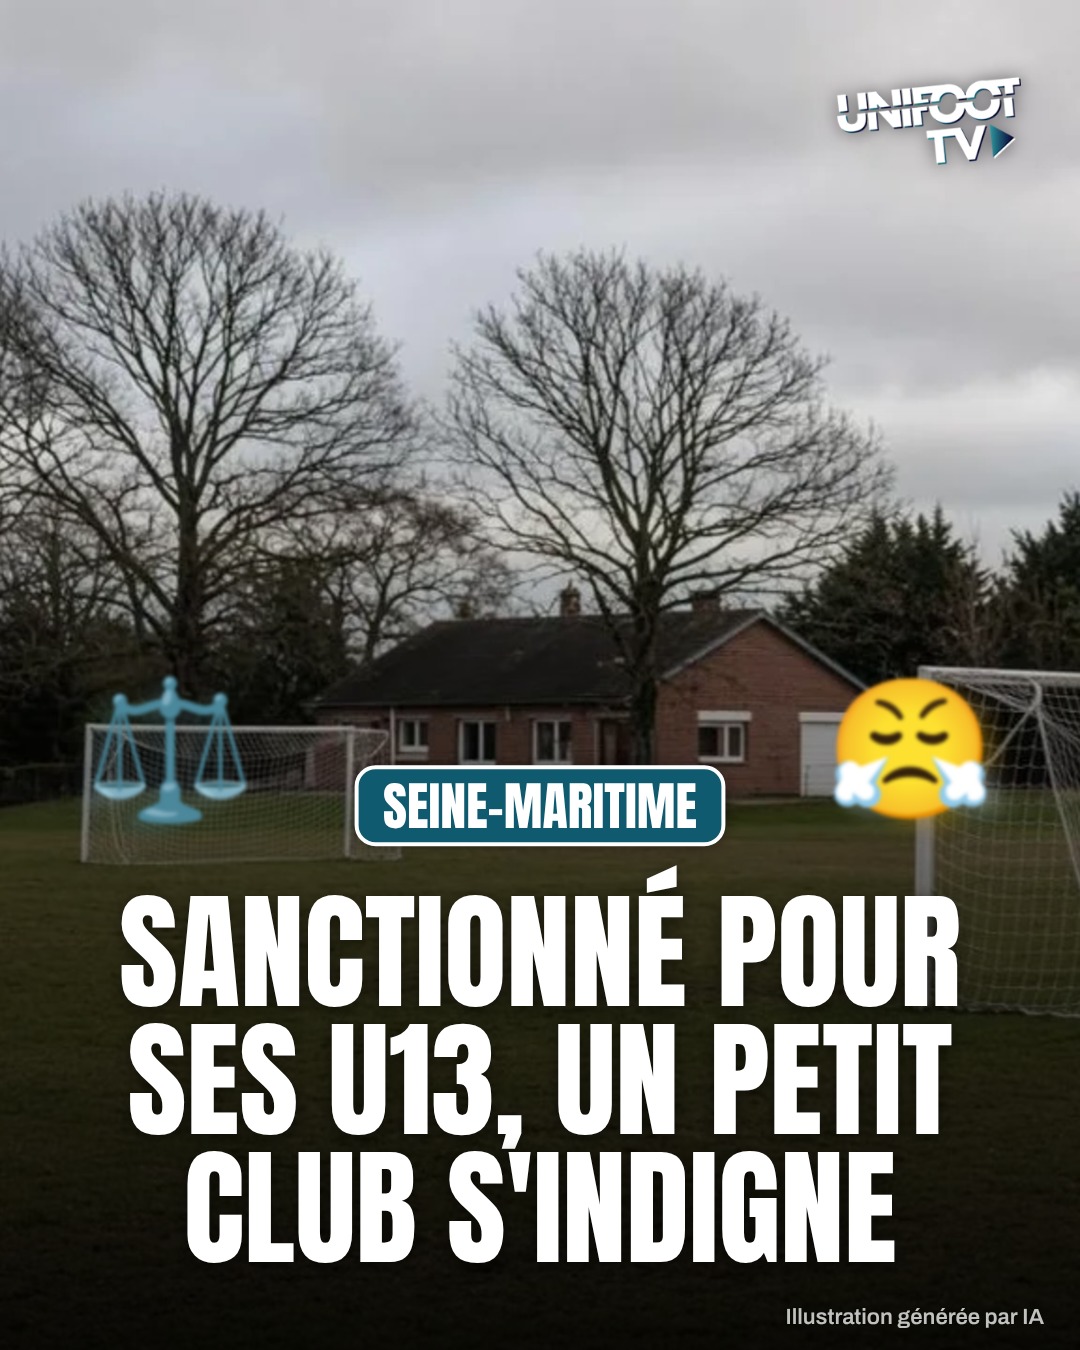 UNIFOOT
TV
SEINE-MARITIME
SANCTIONNÉ POUR
SES U13, UN PETIT
CLUB S'INDIGNE
Illustration générée par IA